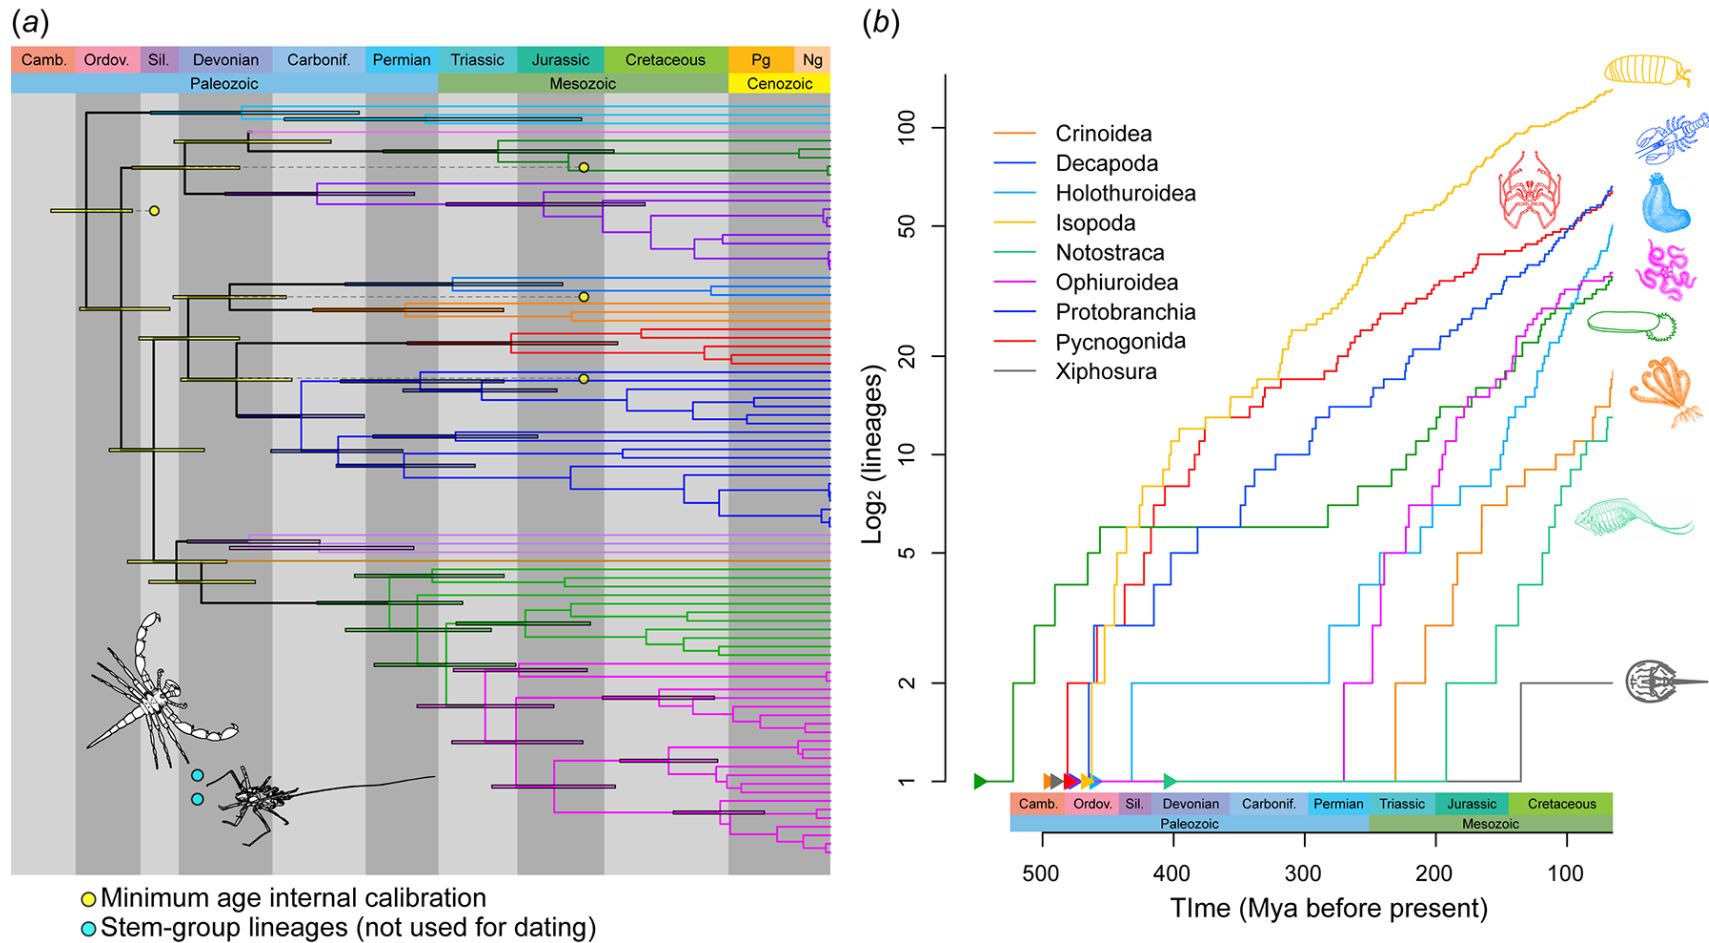 (a)
Camb. Ordov. Sil. Devonian Carbonif. Permian Triassic Jurassic Cretaceous Pg Ng
Paleozoic Mesozoic Cenozoic
Minimum age internal calibration
Stem-group lineages (not used for dating)
(b)
Log2 (lineages)
100
50
20
10
5
2
1
Crinoidea
Decapoda
Holothuroidea
Isopoda
Notostraca
Ophiuroidea
Protobranchia
Pycnogonida
Xiphosura
Camb. Ordov. Sil. Devonian Carbonif. Permian Triassic Jurassic Cretaceous
Paleozoic Mesozoic
500 400 300 200 100
TIme (Mya before present)